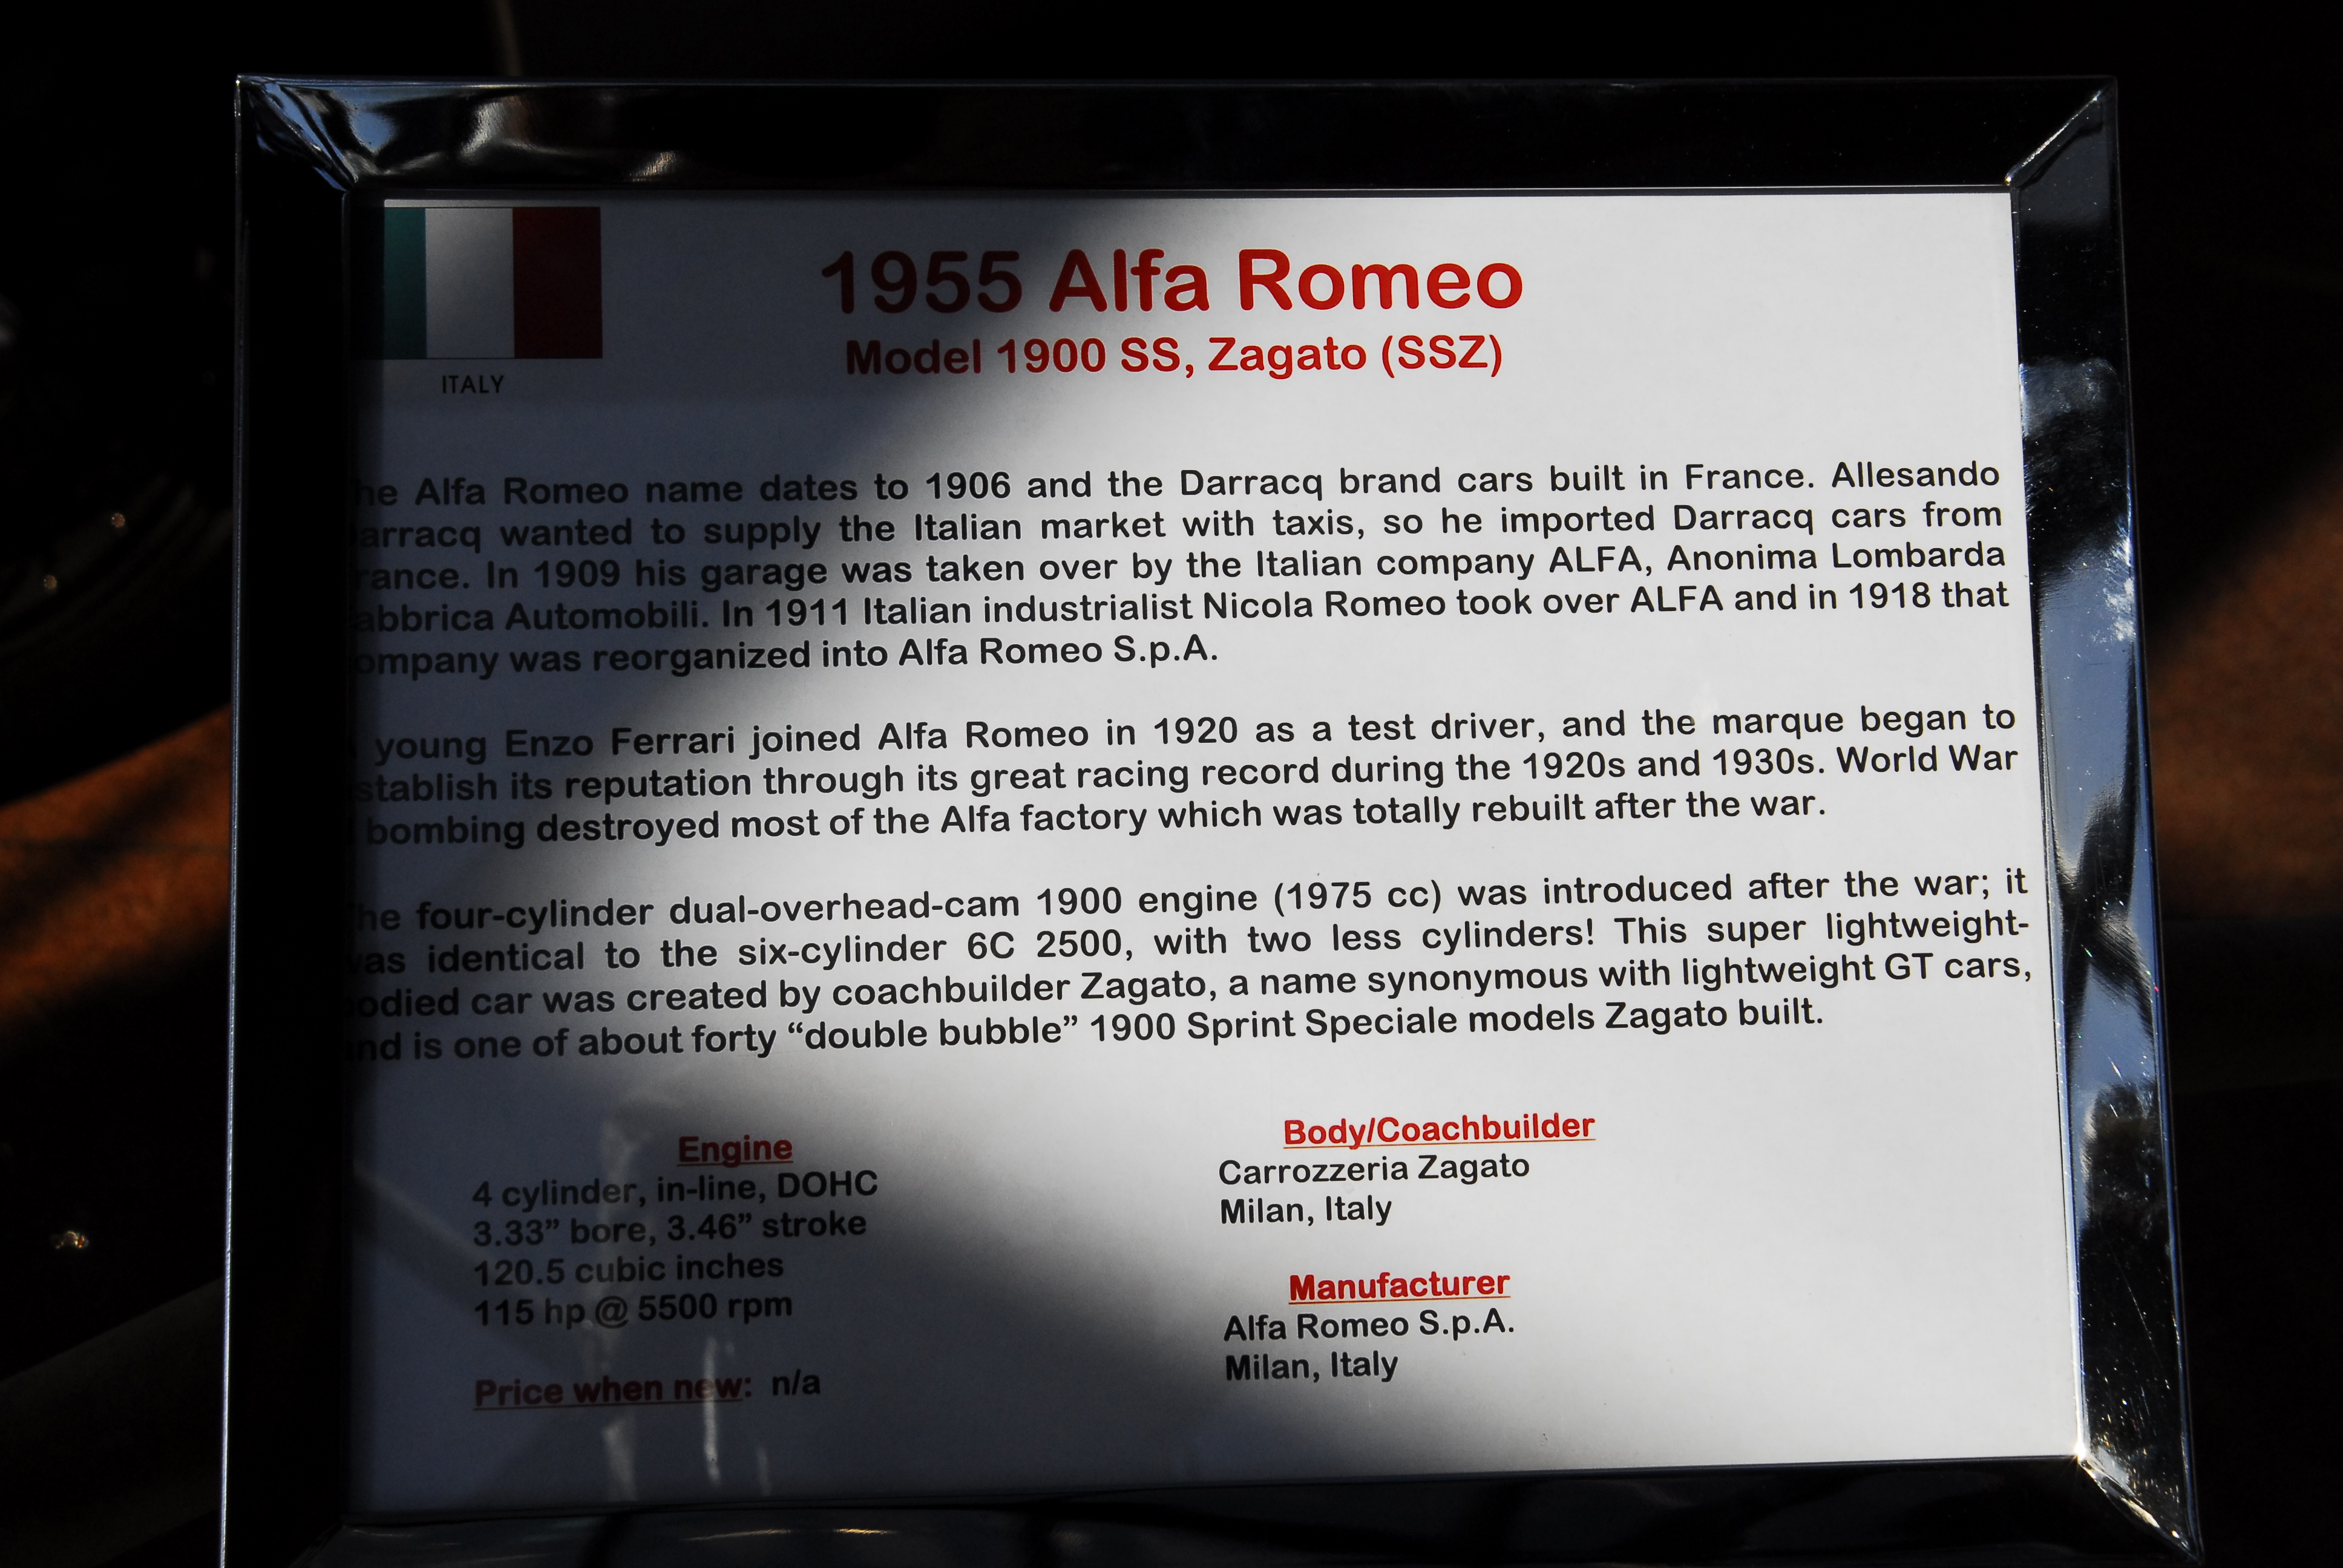 1955 Alfa Romeo
Model 1900 SS, Zagato (SSZ)
ITALY
he Alfa Romeo name dates to 1906 and the Darracq brand cars built in France. Allesando
arracq wanted to supply the Italian market with taxis, so he imported Darracq cars from
rance. In 1909 his garage was taken over by the Italian company ALFA, Anonima Lombarda
abbrica Automobili. In 1911 Italian industrialist Nicola Romeo took over ALFA and in 1918 that
ompany was reorganized into Alfa Romeo S.p.A.
young Enzo Ferrari joined Alfa Romeo in 1920 as a test driver, and the marque began to
stablish its reputation through its great racing record during the 1920s and 1930s. World War
bombing destroyed most of the Alfa factory which was totally rebuilt after the war.
he four-cylinder dual-overhead-cam 1900 engine (1975 cc) was introduced after the war; it
was identical to the six-cylinder 6C 2500, with two less cylinders! This super lightweight-
odied car was created by coachbuilder Zagato, a name synonymous with lightweight GT cars,
and is one of about forty “double bubble” 1900 Sprint Speciale models Zagato built.
Engine
4 cylinder, in-line, DOHC
3.33” bore, 3.46” stroke
120.5 cubic inches
115 hp @ 5500 rpm
Price when new: n/a
Body/Coachbuilder
Carrozzeria Zagato
Milan, Italy
Manufacturer
Alfa Romeo S.p.A.
Milan, Italy